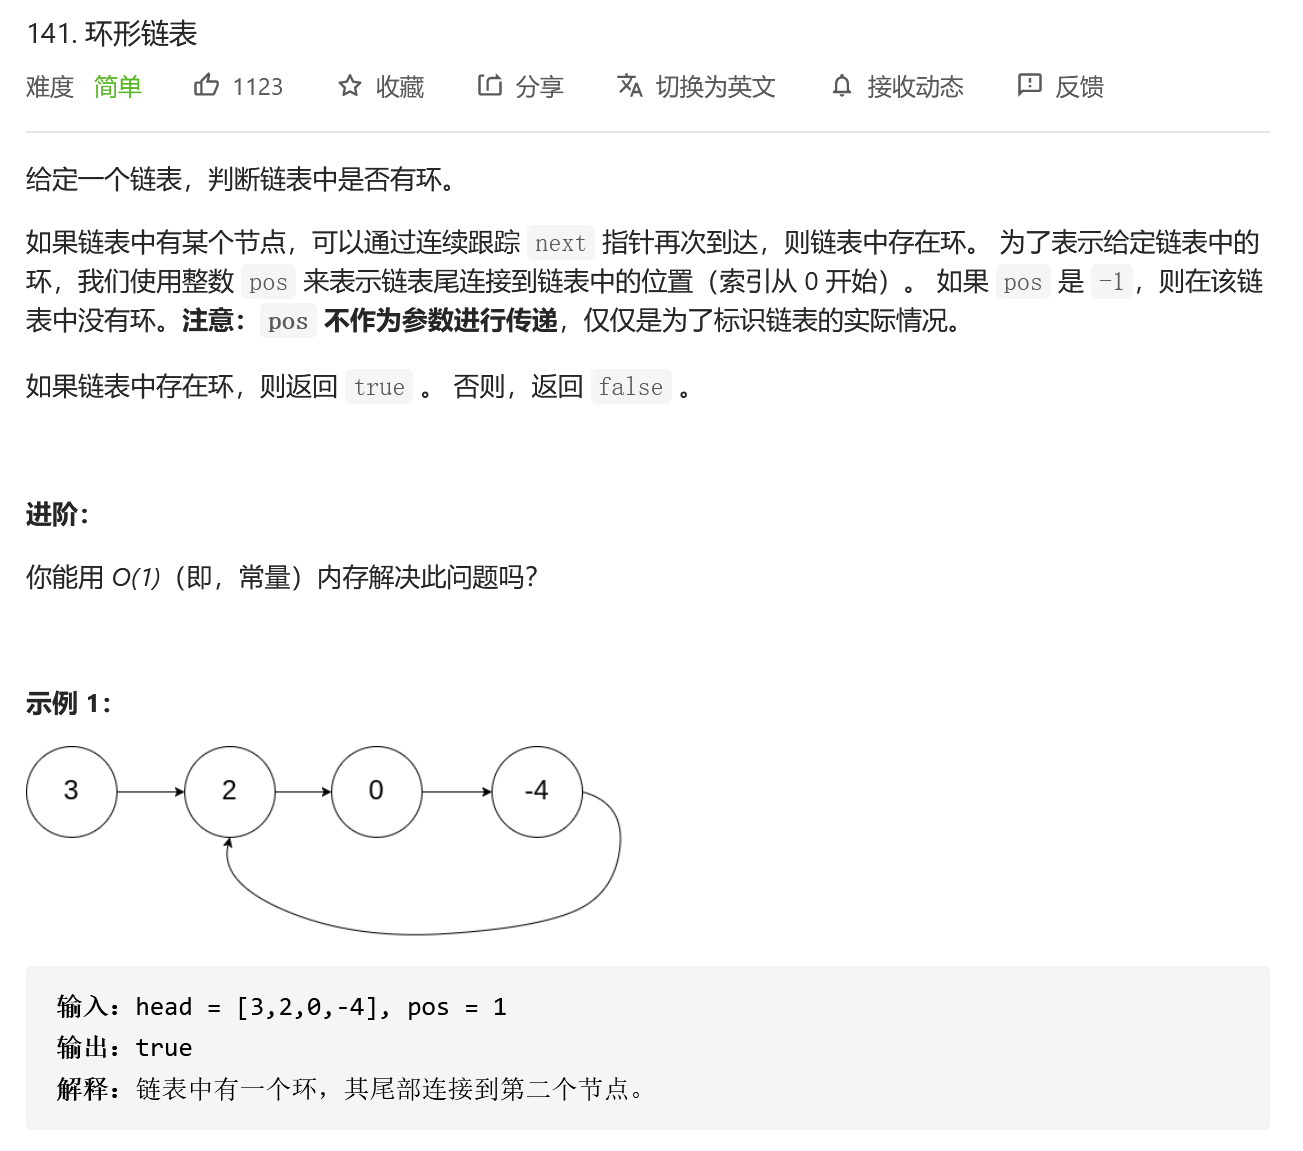 141. 环形链表
难度 简单 1123 收藏 分享 切换为英文 接收动态 反馈
给定一个链表，判断链表中是否有环。
如果链表中有某个节点，可以通过连续跟踪 next 指针再次到达，则链表中存在环。 为了表示给定链表中的
环，我们使用整数 pos 来表示链表尾连接到链表中的位置（索引从 0 开始）。 如果 pos 是 -1，则在该链
表中没有环。注意：pos 不作为参数进行传递，仅仅是为了标识链表的实际情况。
如果链表中存在环，则返回 true 。 否则，返回 false 。
进阶：
你能用 O(1)（即，常量）内存解决此问题吗？
示例 1：
3 2 0 -4
输入：head = [3,2,0,-4], pos = 1
输出：true
解释：链表中有一个环，其尾部连接到第二个节点。